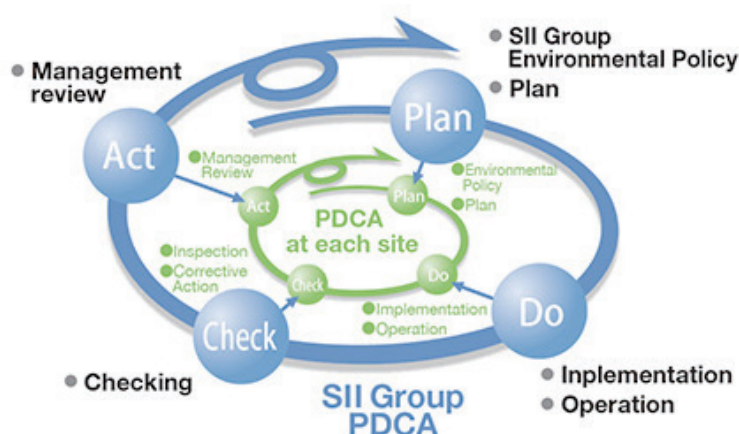 ● SII Group
Environmental Policy
● Plan
● Management
review
Plan
Act
● Management
Review
● Environmental
Policy
● Plan
Plan
Act
PDCA
at each site
● Inspection
● Corrective
Action
Check
Do
● Implementation
● Operation
Check
Do
● Checking
SII Group
PDCA
● Inplementation
● Operation